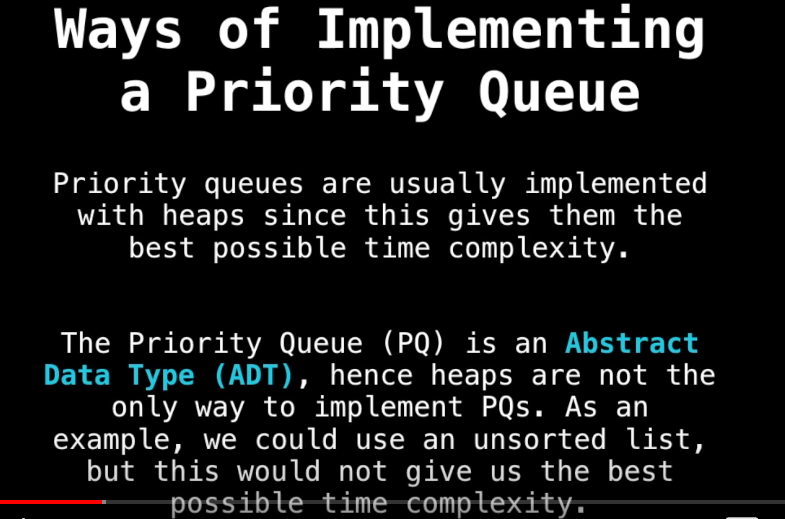 Ways of Implementing
a Priority Queue
Priority queues are usually implemented
with heaps since this gives them the
best possible time complexity.
The Priority Queue (PQ) is an Abstract
Data Type (ADT), hence heaps are not the
only way to implement PQs. As an
example, we could use an unsorted list,
but this would not give us the best
possible time complexity.